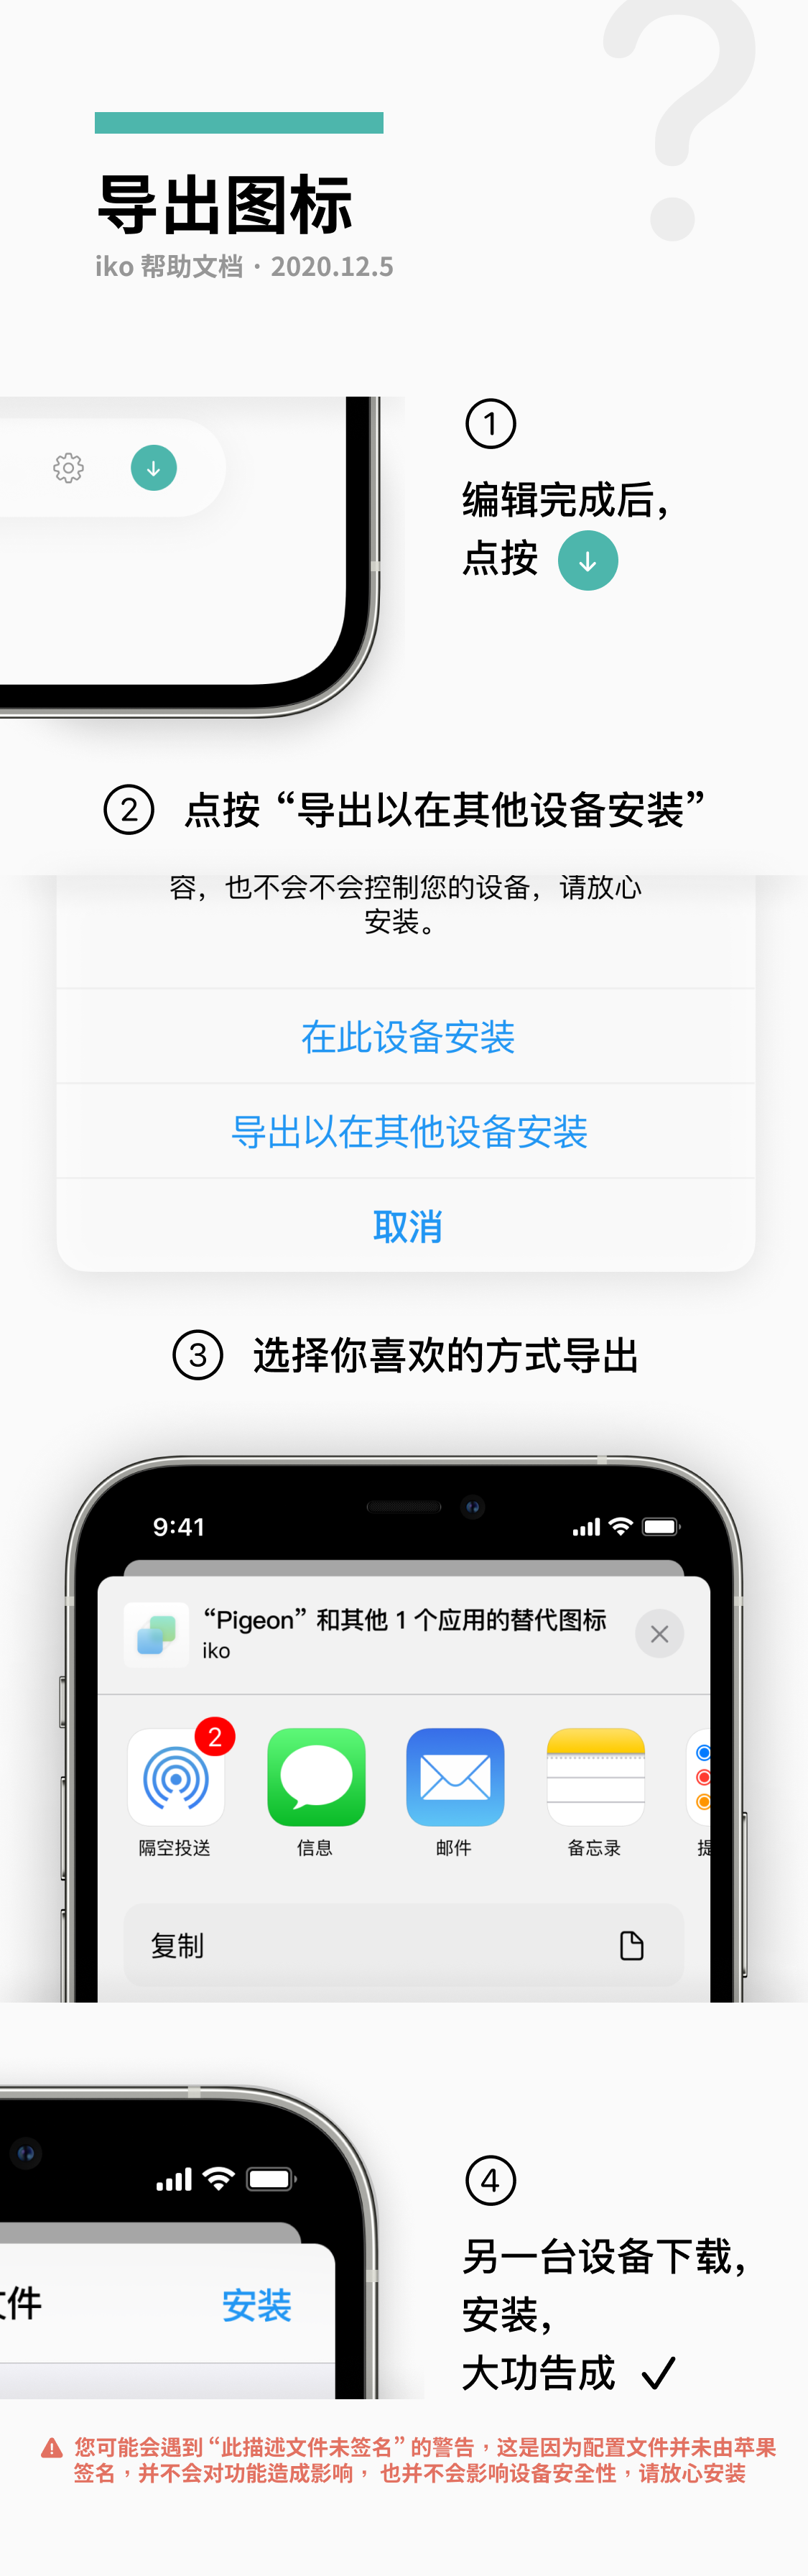 导出图标
iko 帮助文档 · 2020.12.5
1
编辑完成后，
点按
2 点按 “导出以在其他设备安装”
容，也不会不会控制您的设备，请放心
安装。
在此设备安装
导出以在其他设备安装
取消
3 选择你喜欢的方式导出
9:41
“Pigeon” 和其他 1 个应用的替代图标
iko
2
隔空投送 信息 邮件 备忘录 提
复制
4
件 安装
另一台设备下载，
安装，
大功告成
您可能会遇到 “此描述文件未签名” 的警告，这是因为配置文件并未由苹果
签名，并不会对功能造成影响， 也并不会影响设备安全性，请放心安装